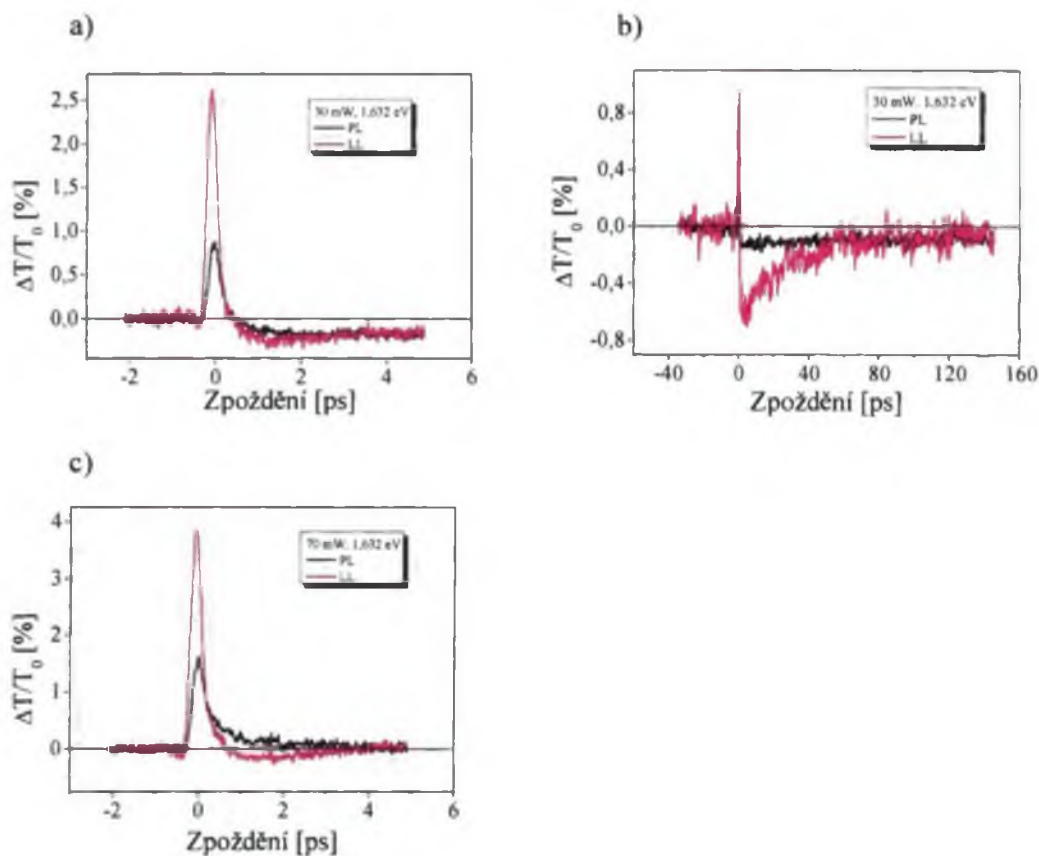 a)
ΔT/T₀ [%]
2,5
2,0
1,5
1,0
0,5
0,0
30 mW, 1,632 eV
PL
LL
-2 0 2 4 6
Zpoždění [ps]
b)
ΔT/T₀ [%]
0,8
0,4
0,0
-0,4
-0,8
30 mW, 1,632 eV
PL
LL
-40 0 40 80 120 160
Zpoždění [ps]
c)
ΔT/T₀ [%]
4
3
2
1
0
70 mW, 1,632 eV
PL
LL
-2 0 2 4 6
Zpoždění [ps]